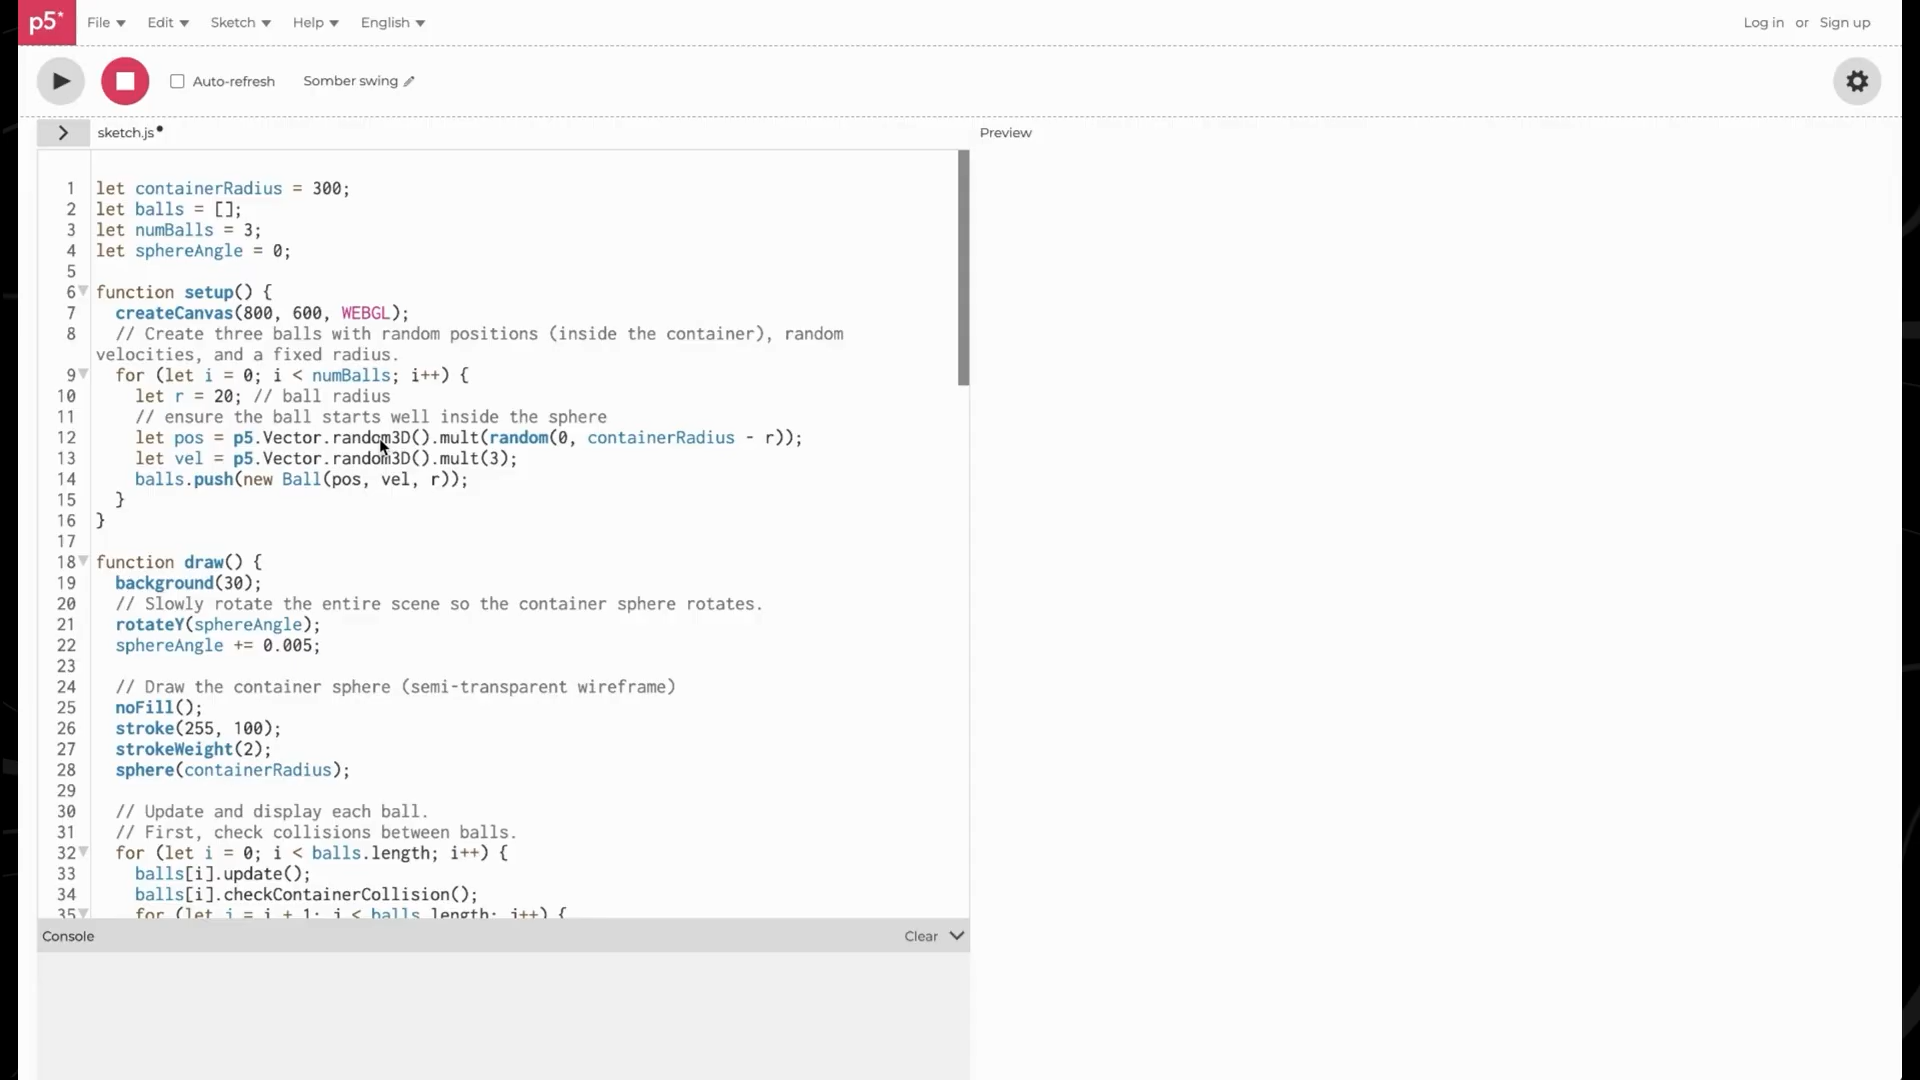 p5* File Edit Sketch Help English Log in or Sign up
Auto-refresh Somber swing
sketch.js Preview
1 let containerRadius = 300;
2 let balls = [];
3 let numBalls = 3;
4 let sphereAngle = 0;
5
6 function setup() {
7 createCanvas(800, 600, WEBGL);
8 // Create three balls with random positions (inside the container), random
velocities, and a fixed radius.
9 for (let i = 0; i < numBalls; i++) {
10 let r = 20; // ball radius
11 // ensure the ball starts well inside the sphere
12 let pos = p5.Vector.random3D().mult(random(0, containerRadius - r));
13 let vel = p5.Vector.random3D().mult(3);
14 balls.push(new Ball(pos, vel, r));
15 }
16 }
17
18 function draw() {
19 background(30);
20 // Slowly rotate the entire scene so the container sphere rotates.
21 rotateY(sphereAngle);
22 sphereAngle += 0.005;
23
24 // Draw the container sphere (semi-transparent wireframe)
25 noFill();
26 stroke(255, 100);
27 strokeWeight(2);
28 sphere(containerRadius);
29
30 // Update and display each ball.
31 // First, check collisions between balls.
32 for (let i = 0; i < balls.length; i++) {
33 balls[i].update();
34 balls[i].checkContainerCollision();
35 for (let j = i + 1; j < balls.length; j++) {
Console Clear